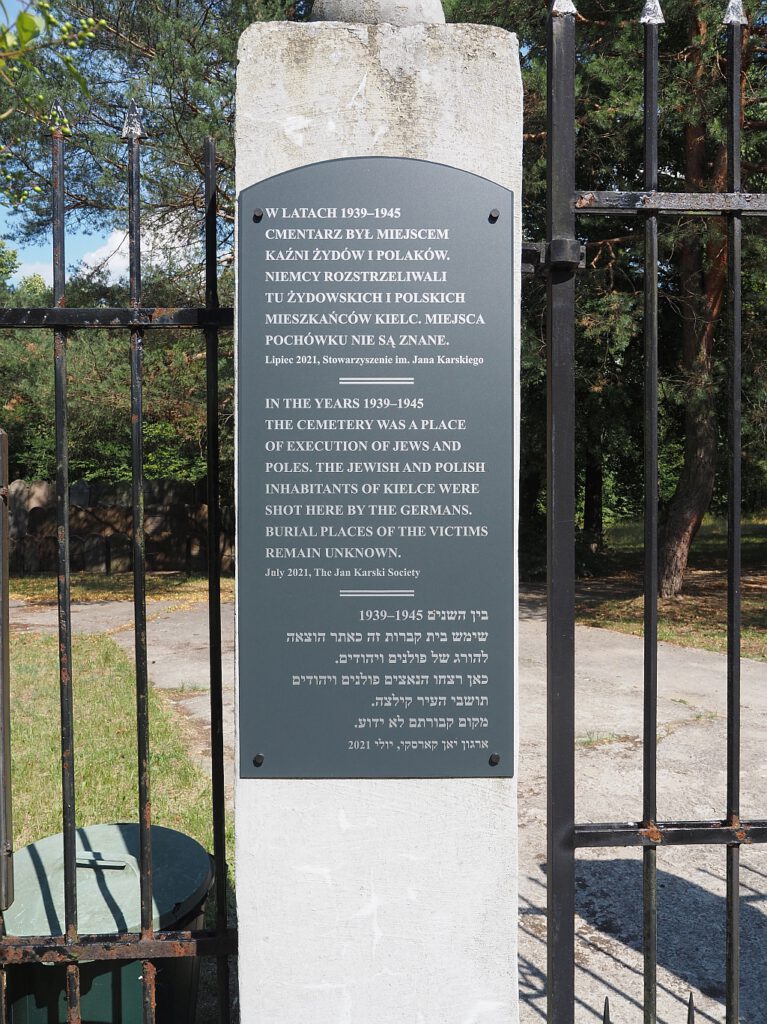 W LATACH 1939–1945
CMENTARZ BYŁ MIEJSCEM
KAŹNI ŻYDÓW I POLAKÓW.
NIEMCY ROZSTRZELIWALI
TU ŻYDOWSKICH I POLSKICH
MIESZKAŃCÓW KIELC. MIEJSCA
POCHÓWKU NIE SĄ ZNANE.
Lipiec 2021, Stowarzyszenie im. Jana Karskiego
IN THE YEARS 1939–1945
THE CEMETERY WAS A PLACE
OF EXECUTION OF JEWS AND
POLES. THE JEWISH AND POLISH
INHABITANTS OF KIELCE WERE
SHOT HERE BY THE GERMANS.
BURIAL PLACES OF THE VICTIMS
REMAIN UNKNOWN.
July 2021, The Jan Karski Society
בין השנים 1939–1945
שימש בית קברות זה כאתר הוצאה
להורג של פולנים ויהודים.
כאן רצחו הנאצים פולנים ויהודים
תושבי העיר קילצה.
מקום קבורתם לא ידוע.
ארגון יאן קארסקי, יולי 2021